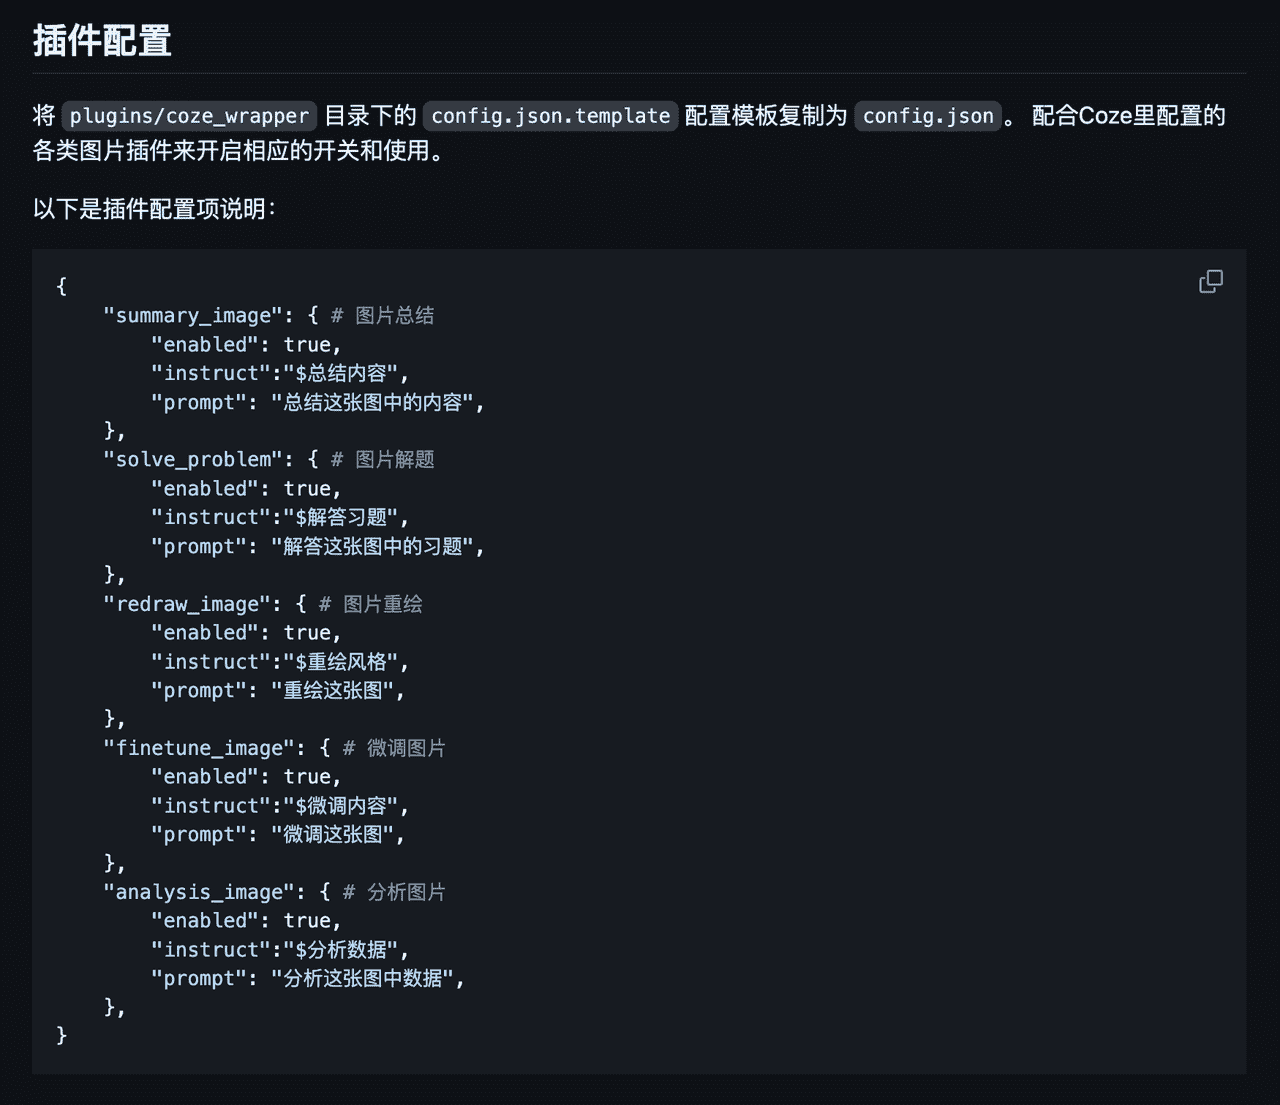 插件配置
将 plugins/coze_wrapper 目录下的 config.json.template 配置模板复制为 config.json 。 配合Coze里配置的
各类图片插件来开启相应的开关和使用。
以下是插件配置项说明：
{
    "summary_image": { # 图片总结
        "enabled": true,
        "instruct":"$总结内容",
        "prompt": "总结这张图中的内容",
    },
    "solve_problem": { # 图片解题
        "enabled": true,
        "instruct":"$解答习题",
        "prompt": "解答这张图中的习题",
    },
    "redraw_image": { # 图片重绘
        "enabled": true,
        "instruct":"$重绘风格",
        "prompt": "重绘这张图",
    },
    "finetune_image": { # 微调图片
        "enabled": true,
        "instruct":"$微调内容",
        "prompt": "微调这张图",
    },
    "analysis_image": { # 分析图片
        "enabled": true,
        "instruct":"$分析数据",
        "prompt": "分析这张图中数据",
    },
}